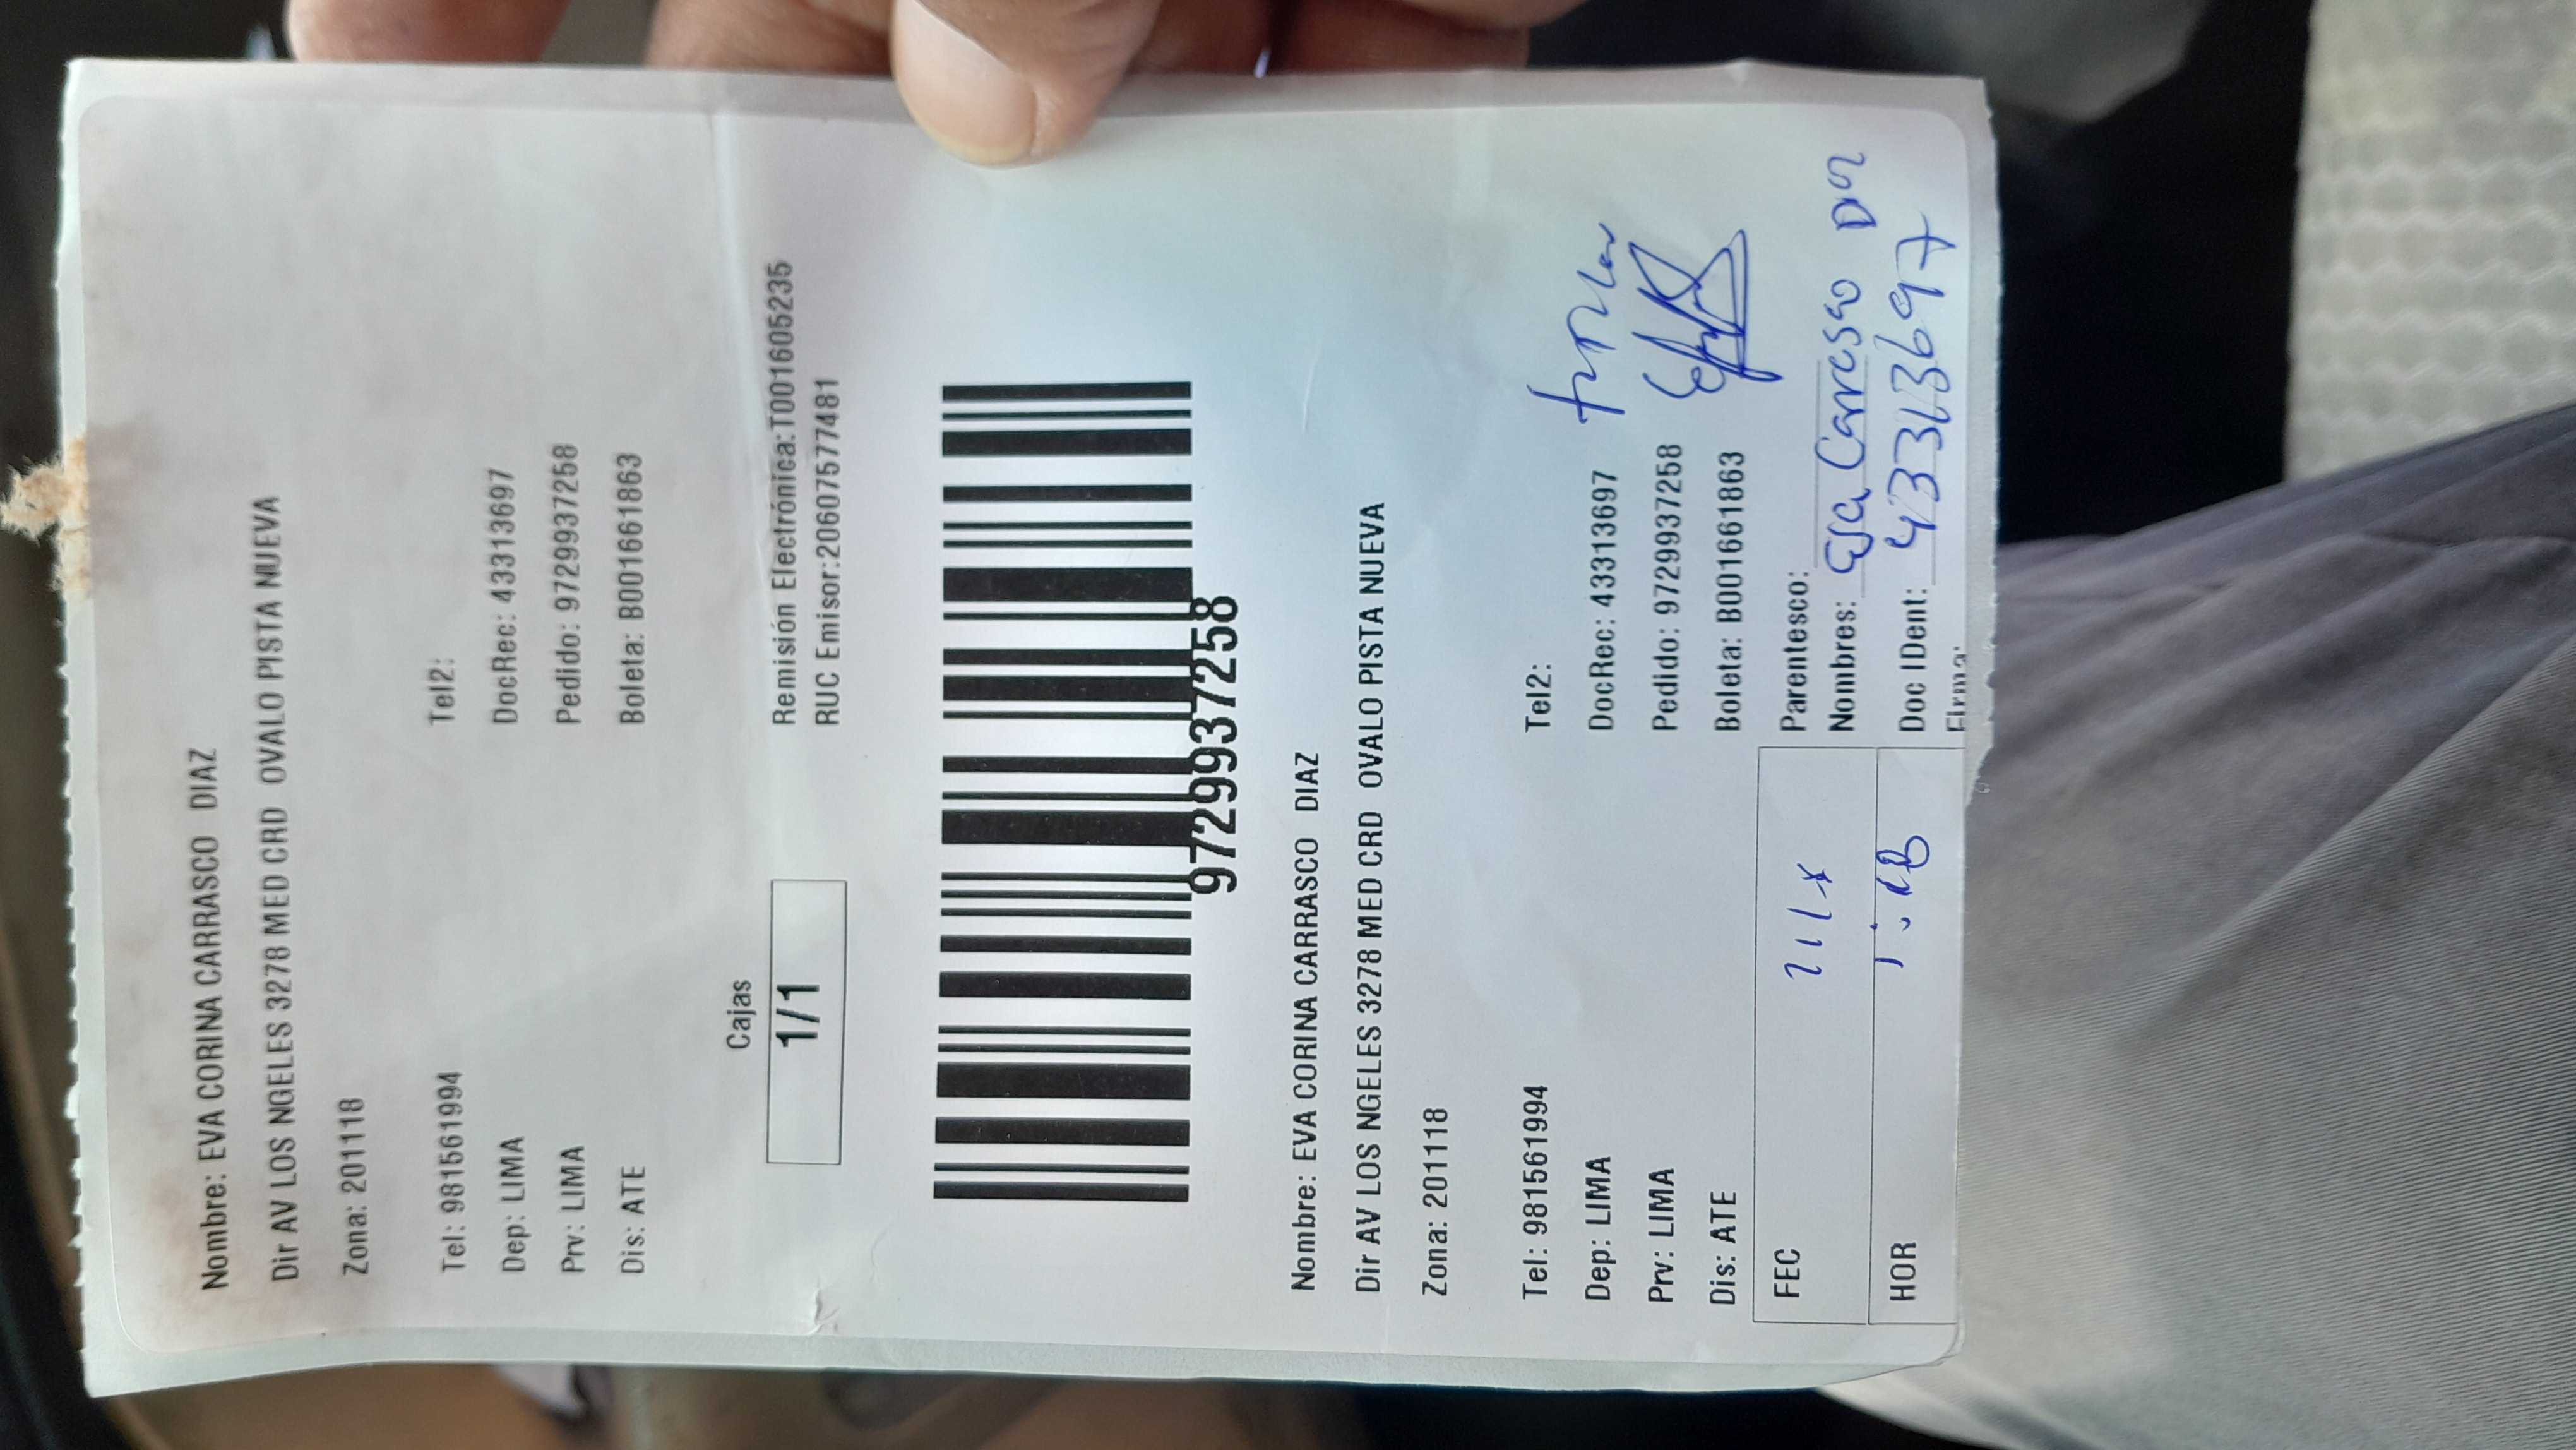 Nombre: EVA CORINA CARRASCO DIAZ
Dir AV LOS NGELES 3278 MED CRD OVALO PISTA NUEVA
Zona: 201118
Tel: 981561994 Tel2:
Dep: LIMA DocRec: 43313697
Prv: LIMA Pedido: 9729937258
Dis: ATE Boleta: B001661863
Cajas
1/1
Remisión Electrónica:T001605235
RUC Emisor:20607577481
9729937258
Nombre: EVA CORINA CARRASCO DIAZ
Dir AV LOS NGELES 3278 MED CRD OVALO PISTA NUEVA
Zona: 201118
Tel: 981561994 Tel2:
Dep: LIMA DocRec: 43313697
Prv: LIMA Pedido: 9729937258
Dis: ATE Boleta: B001661863
FEC Parentesco:
Nombres: Eva Carrasco
HOR Doc IDent: 43313697
Firma: